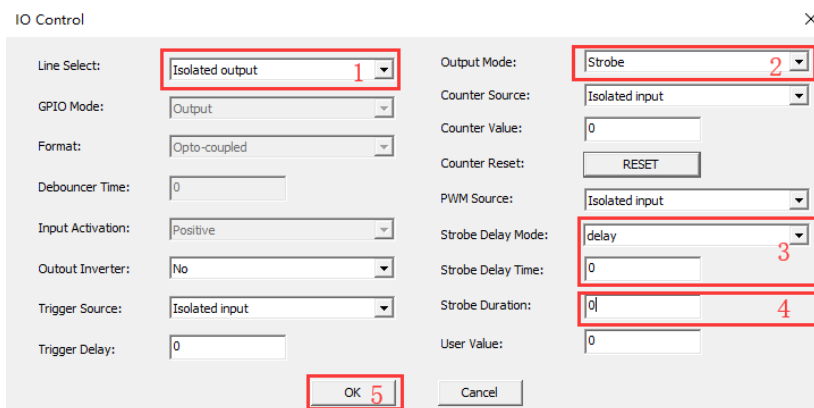 IO Control
Line Select:
Isolated output
1
GPIO Mode:
Output
Format:
Opto-coupled
Debouncer Time:
0
Input Activation:
Positive
Outout Inverter:
No
Trigger Source:
Isolated input
Trigger Delay:
0
Output Mode:
Strobe
2
Counter Source:
Isolated input
Counter Value:
0
Counter Reset:
RESET
PWM Source:
Isolated input
Strobe Delay Mode:
delay
3
Strobe Delay Time:
0
Strobe Duration:
0
4
User Value:
0
OK 5
Cancel